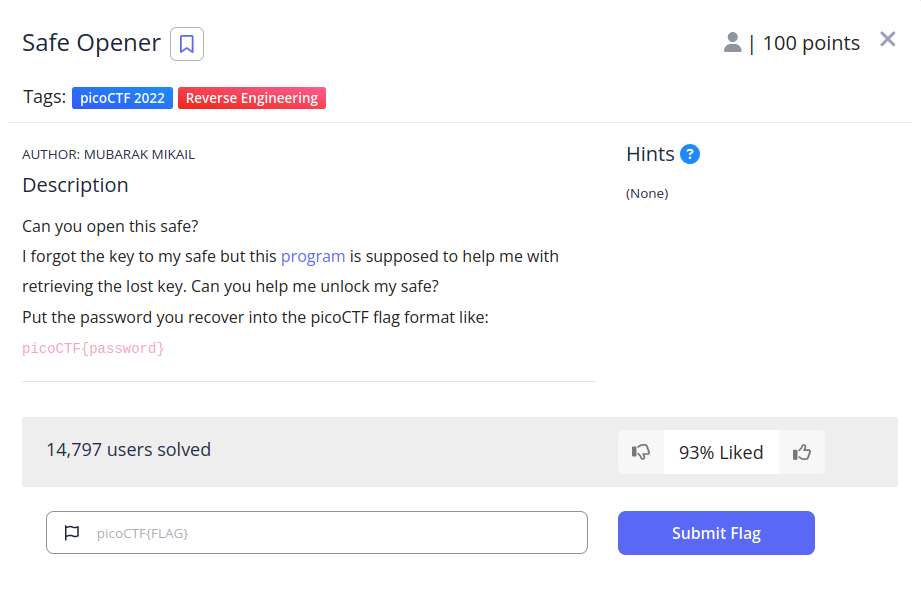 Safe Opener
| 100 points
Tags: picoCTF 2022 Reverse Engineering
AUTHOR: MUBARAK MIKAIL
Description
Can you open this safe?
I forgot the key to my safe but this program is supposed to help me with
retrieving the lost key. Can you help me unlock my safe?
Put the password you recover into the picoCTF flag format like:
picoCTF{password}
Hints ?
(None)
14,797 users solved
93% Liked
picoCTF{FLAG}
Submit Flag